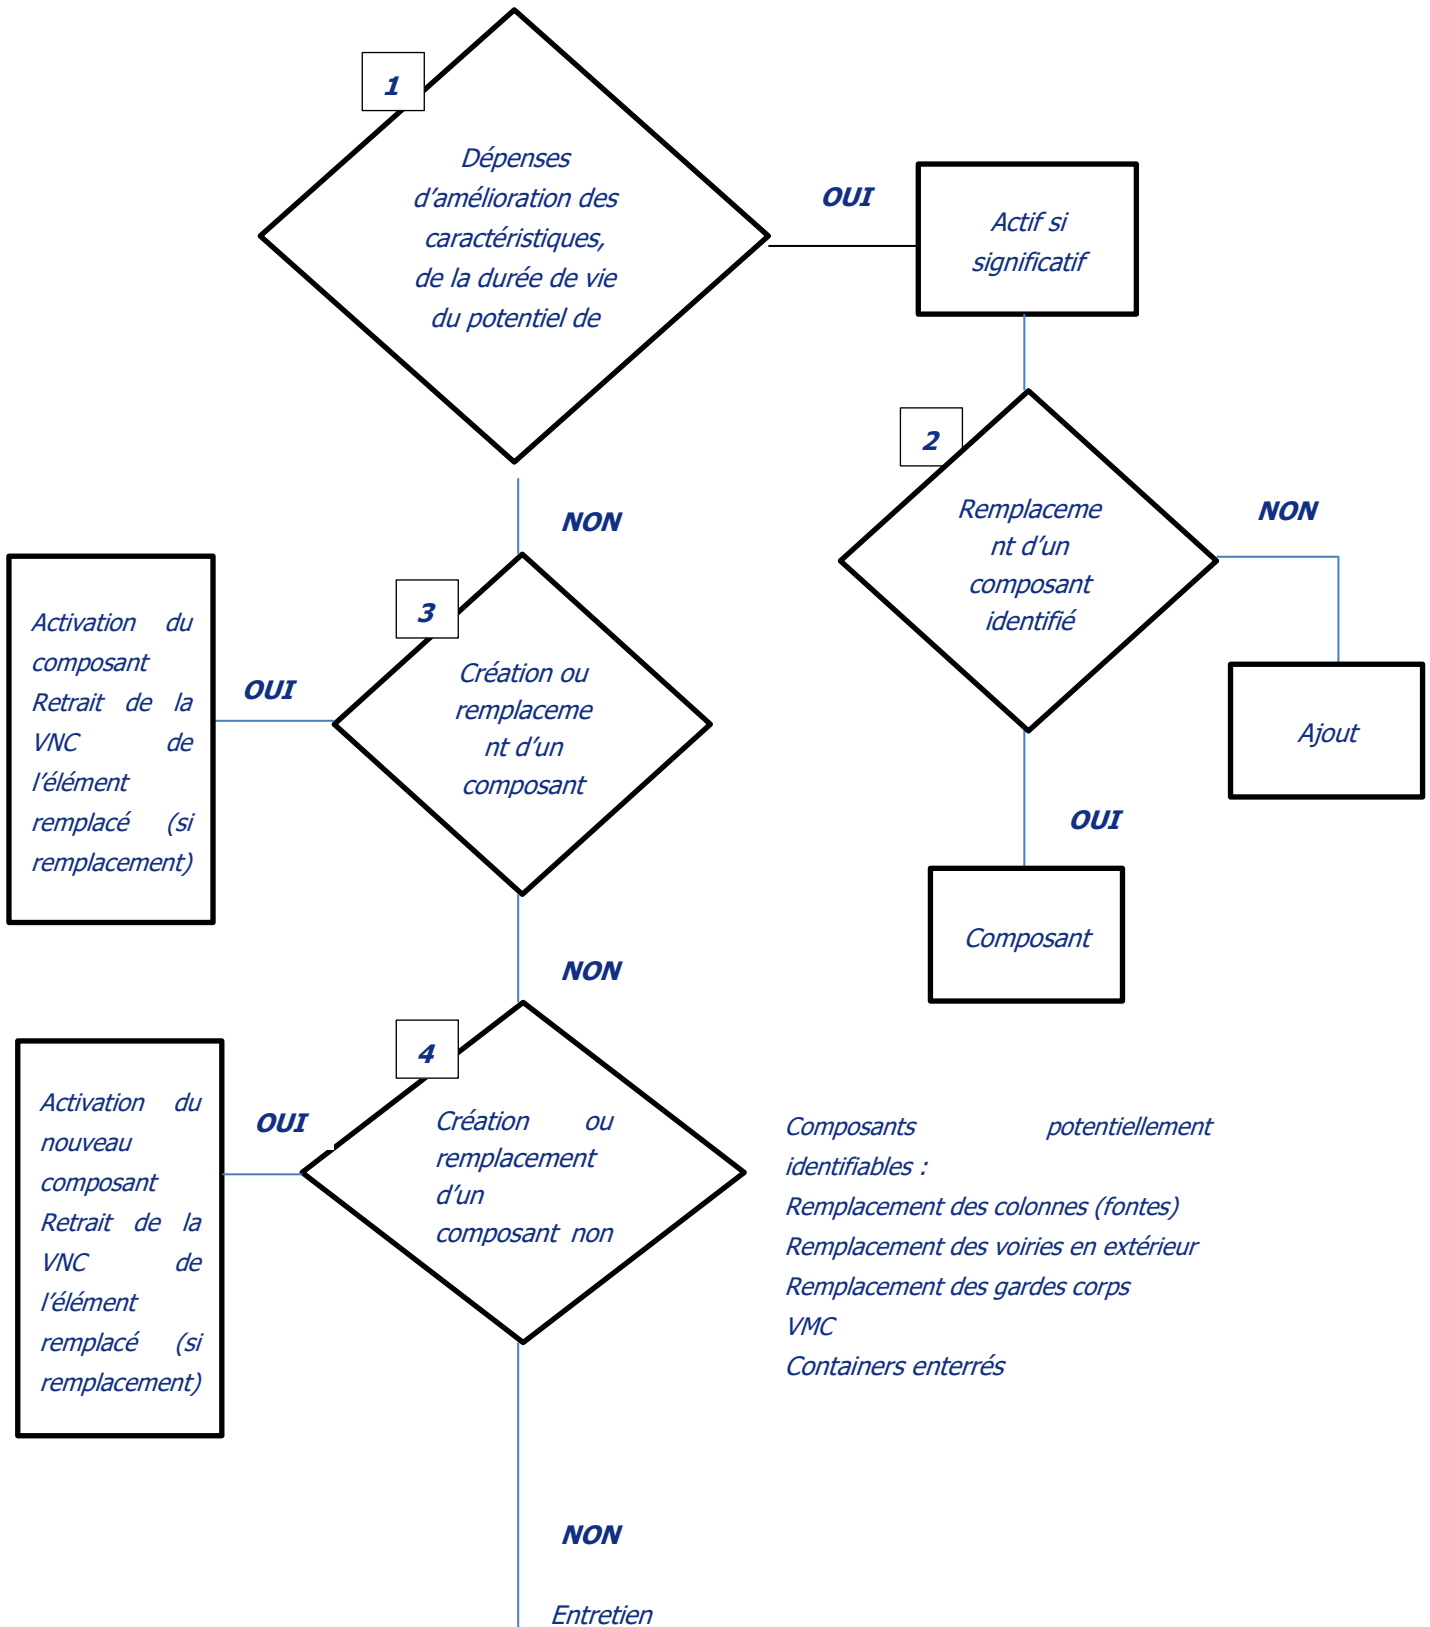 1
Dépenses
d’amélioration des
caractéristiques,
de la durée de vie
du potentiel de
OUI
Actif si
significatif
2
Remplaceme
nt d’un
composant
identifié
NON
Ajout
OUI
Composant
NON
3
Création ou
remplaceme
nt d’un
composant
OUI
Activation du
composant
Retrait de la
VNC de
l’élément
remplacé (si
remplacement)
NON
4
Création ou
remplacement
d’un
composant non
OUI
Activation du
nouveau
composant
Retrait de la
VNC de
l’élément
remplacé (si
remplacement)
Composants potentiellement
identifiables :
Remplacement des colonnes (fontes)
Remplacement des voiries en extérieur
Remplacement des gardes corps
VMC
Containers enterrés
NON
Entretien